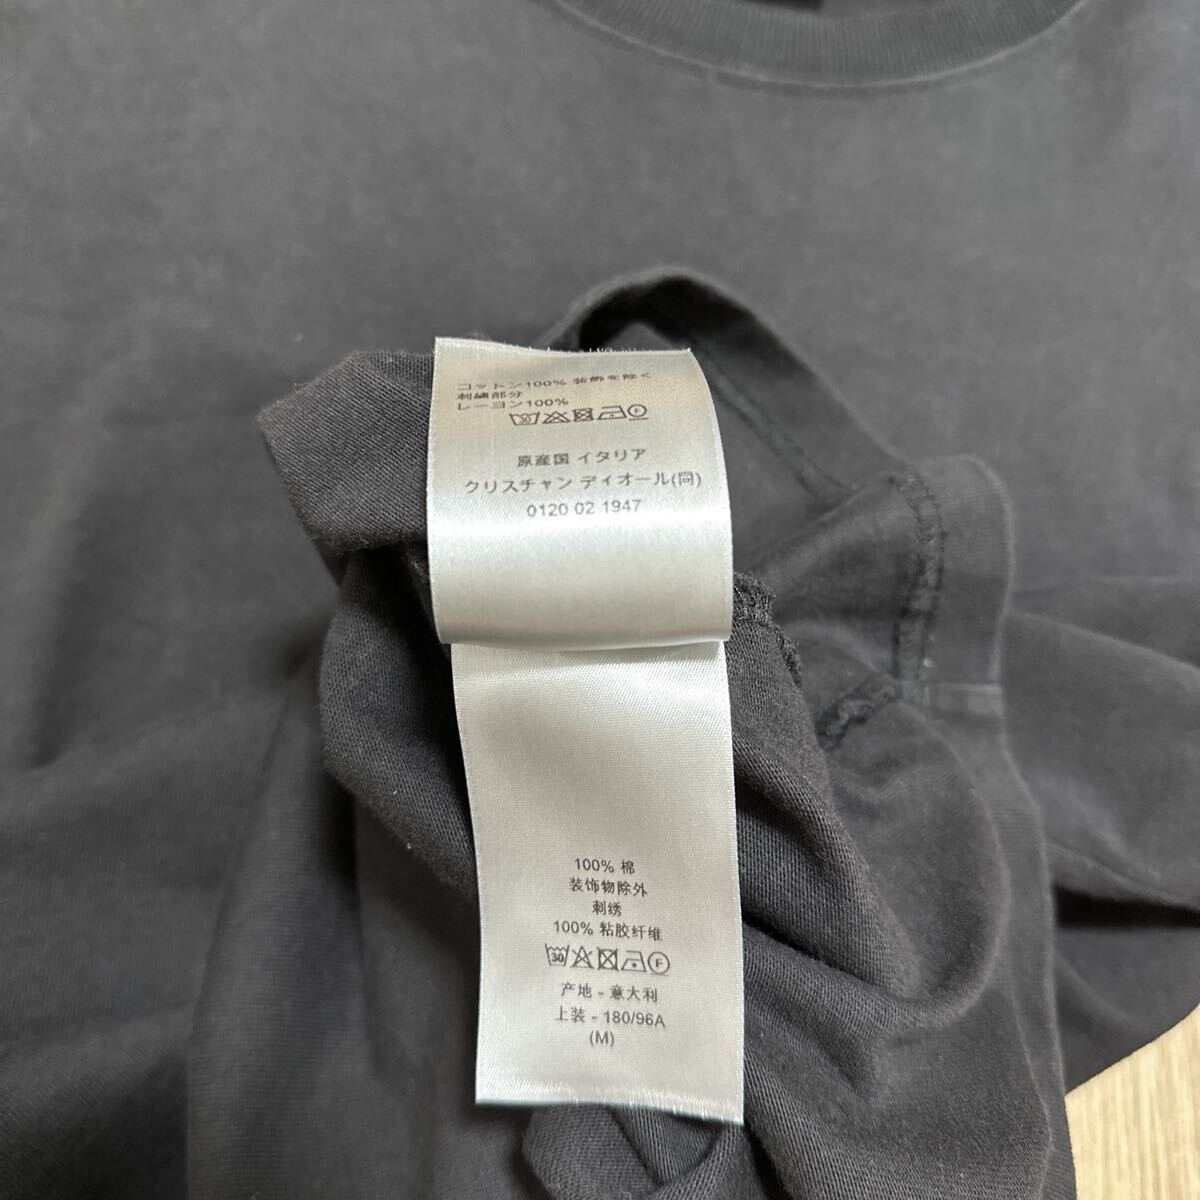 コットン100% 装飾を除く
刺繍部分
レーヨン100%
30
原産国 イタリア
クリスチャン ディオール(同)
0120 02 1947
100% 棉
装饰物除外
刺绣
100% 粘胶纤维
30 F
产地 - 意大利
上装 - 180/96A
(M)